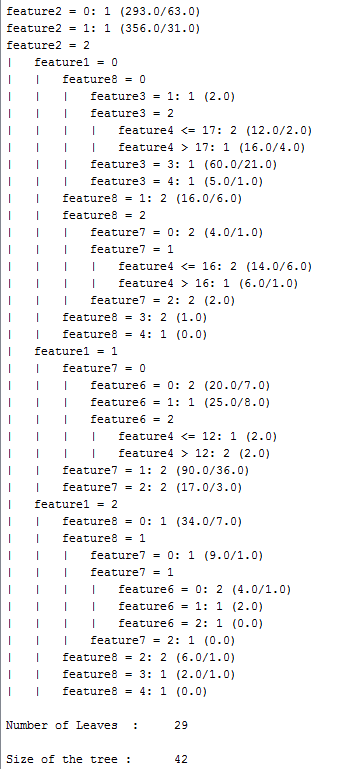 feature2 = 0: 1 (293.0/63.0)
feature2 = 1: 1 (356.0/31.0)
feature2 = 2
|   feature1 = 0
|   |   feature8 = 0
|   |   |   feature3 = 1: 1 (2.0)
|   |   |   feature3 = 2
|   |   |   |   feature4 <= 17: 2 (12.0/2.0)
|   |   |   |   feature4 > 17: 1 (16.0/4.0)
|   |   |   feature3 = 3: 1 (60.0/21.0)
|   |   |   feature3 = 4: 1 (5.0/1.0)
|   |   feature8 = 1: 2 (16.0/6.0)
|   |   feature8 = 2
|   |   |   feature7 = 0: 2 (4.0/1.0)
|   |   |   feature7 = 1
|   |   |   |   feature4 <= 16: 2 (14.0/6.0)
|   |   |   |   feature4 > 16: 1 (6.0/1.0)
|   |   |   feature7 = 2: 2 (2.0)
|   |   feature8 = 3: 2 (1.0)
|   |   feature8 = 4: 1 (0.0)
|   feature1 = 1
|   |   feature7 = 0
|   |   |   feature6 = 0: 2 (20.0/7.0)
|   |   |   feature6 = 1: 1 (25.0/8.0)
|   |   |   feature6 = 2
|   |   |   |   feature4 <= 12: 1 (2.0)
|   |   |   |   feature4 > 12: 2 (2.0)
|   |   feature7 = 1: 2 (90.0/36.0)
|   |   feature7 = 2: 2 (17.0/3.0)
|   feature1 = 2
|   |   feature8 = 0: 1 (34.0/7.0)
|   |   feature8 = 1
|   |   |   feature7 = 0: 1 (9.0/1.0)
|   |   |   feature7 = 1
|   |   |   |   feature6 = 0: 2 (4.0/1.0)
|   |   |   |   feature6 = 1: 1 (2.0)
|   |   |   |   feature6 = 2: 1 (0.0)
|   |   |   feature7 = 2: 1 (0.0)
|   |   feature8 = 2: 2 (6.0/1.0)
|   |   feature8 = 3: 1 (2.0/1.0)
|   |   feature8 = 4: 1 (0.0)
Number of Leaves  :     29
Size of the tree :      42